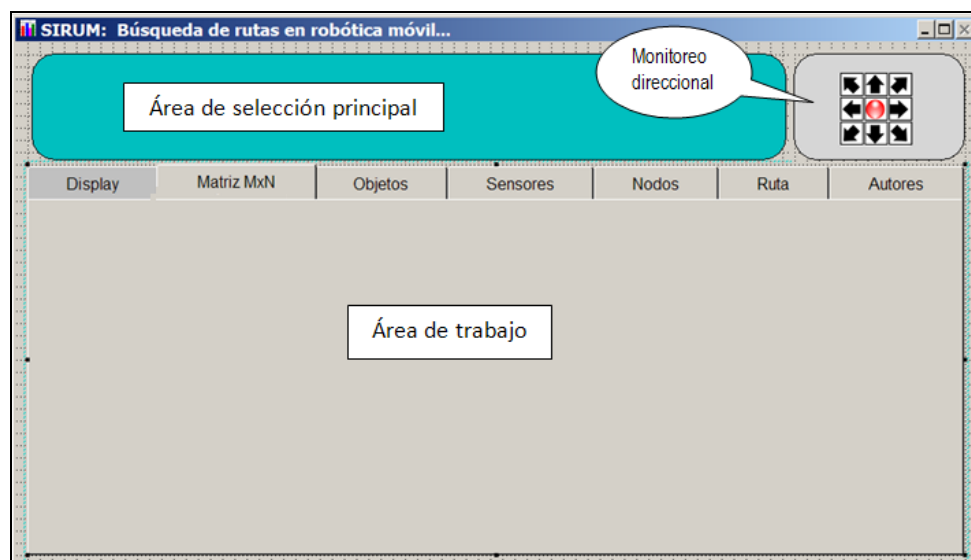 SIRUM: Búsqueda de rutas en robótica móvil...
Monitoreo
direccional
Área de selección principal
Display Matriz MxN Objetos Sensores Nodos Ruta Autores
Área de trabajo